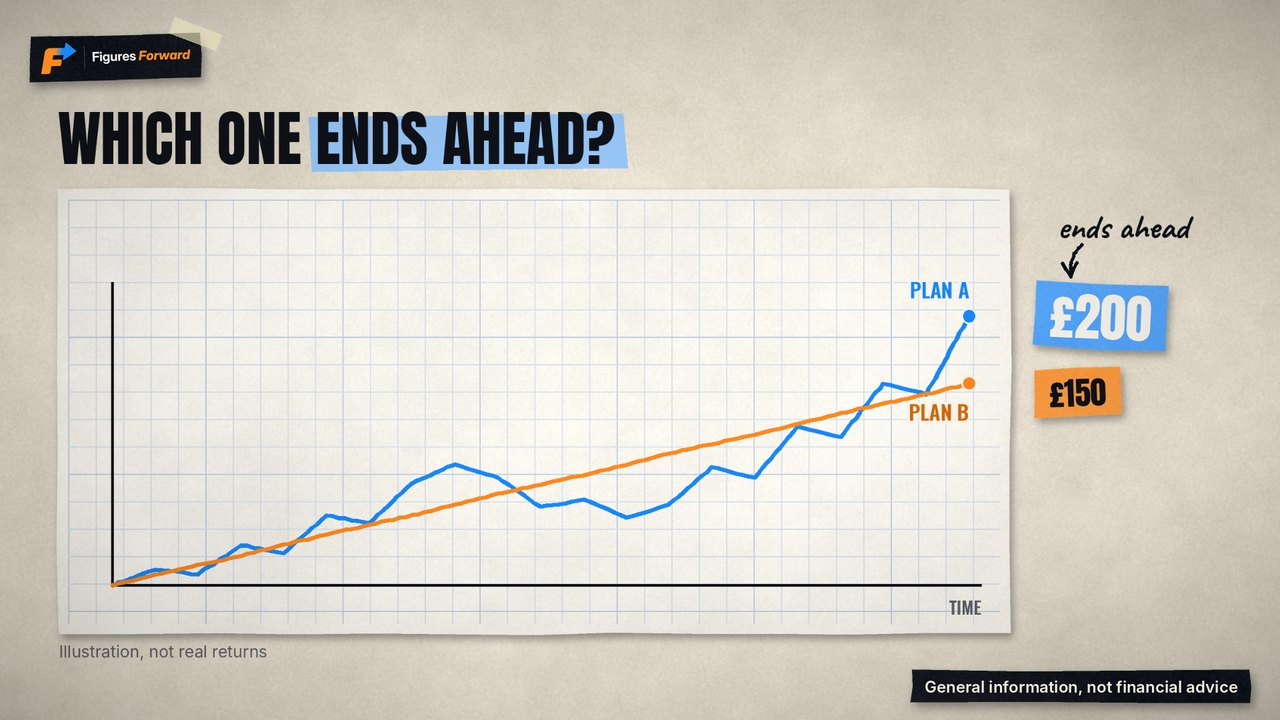 Figures Forward
WHICH ONE ENDS AHEAD?
ends ahead
PLAN A
£200
£150
PLAN B
TIME
Illustration, not real returns
General information, not financial advice